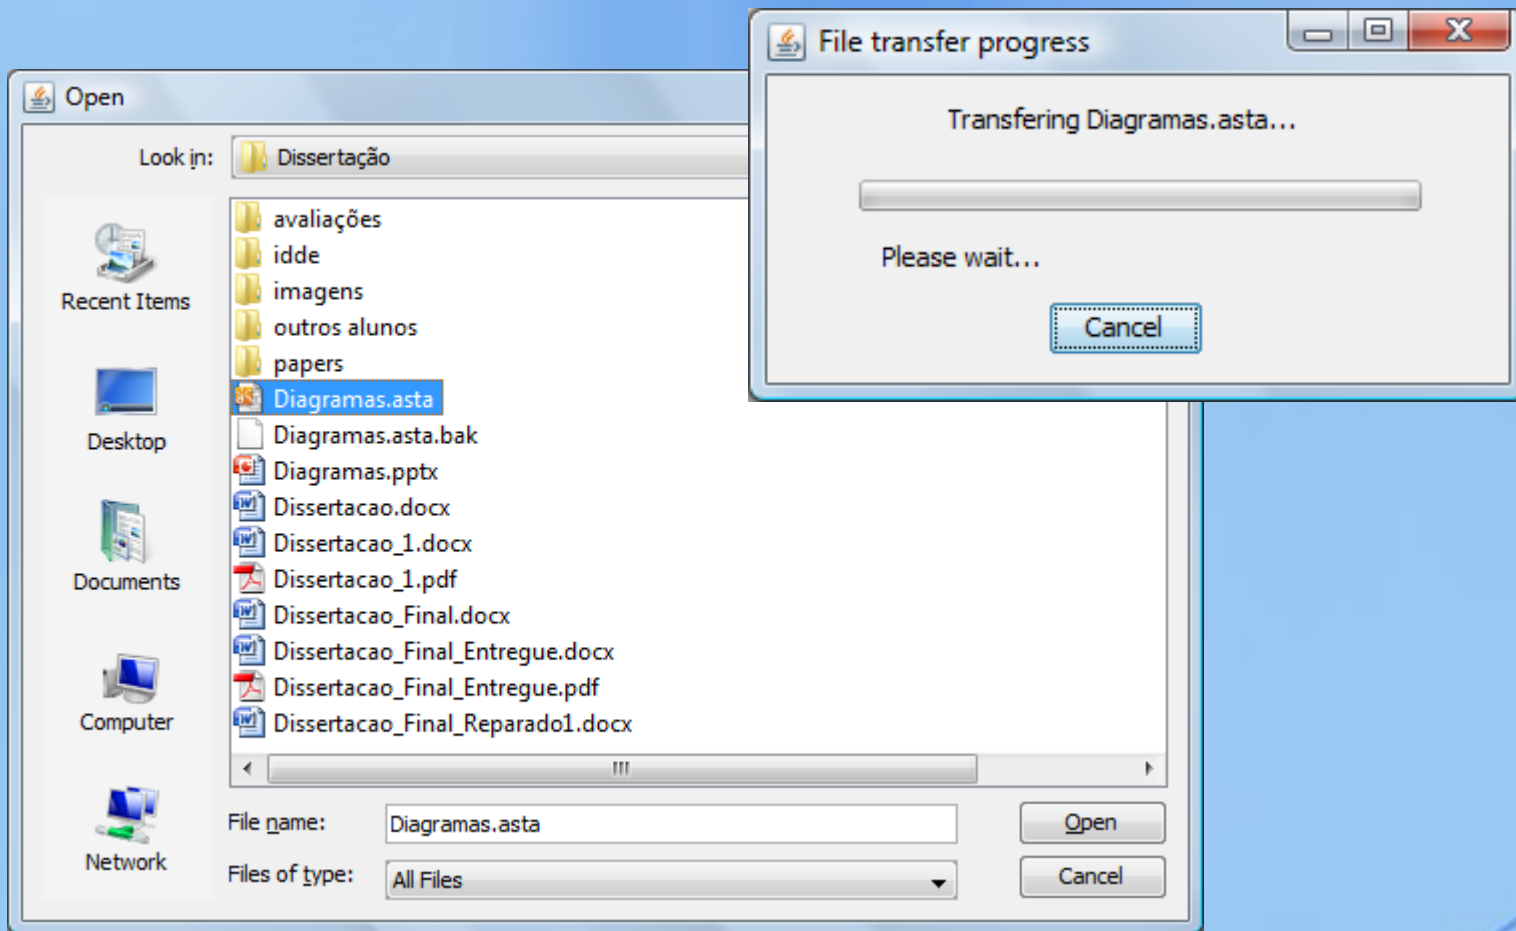 File transfer progress
Transfering Diagramas.asta...
Please wait...
Cancel
Open
Look in:
Dissertação
Recent Items
Desktop
Documents
Computer
Network
avaliações
idde
imagens
outros alunos
papers
Diagramas.asta
Diagramas.asta.bak
Diagramas.pptx
Dissertacao.docx
Dissertacao_1.docx
Dissertacao_1.pdf
Dissertacao_Final.docx
Dissertacao_Final_Entregue.docx
Dissertacao_Final_Entregue.pdf
Dissertacao_Final_Reparado1.docx
File name:
Diagramas.asta
Open
Files of type:
All Files
Cancel